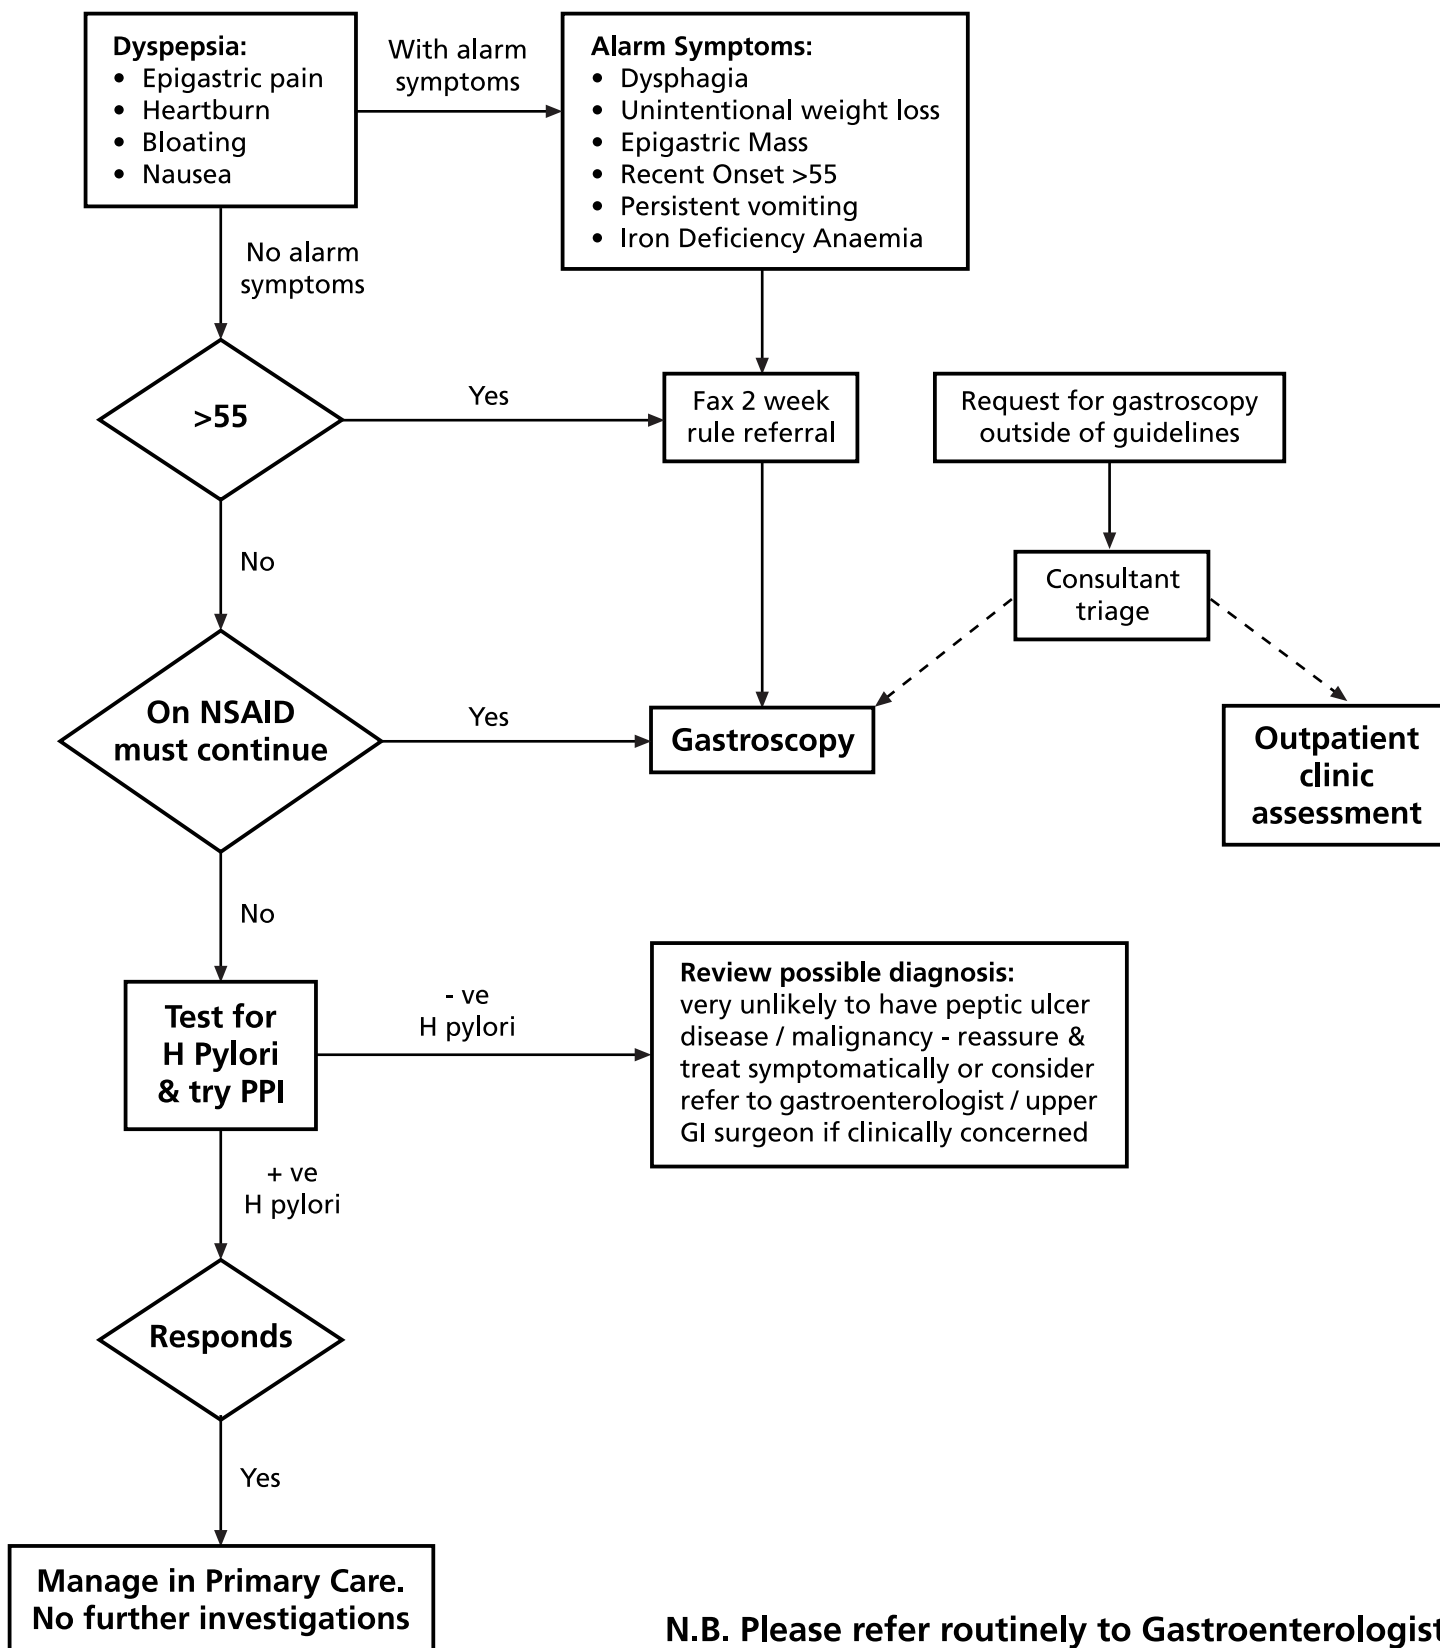 Dyspepsia:
• Epigastric pain
• Heartburn
• Bloating
• Nausea
With alarm
symptoms
Alarm Symptoms:
• Dysphagia
• Unintentional weight loss
• Epigastric Mass
• Recent Onset >55
• Persistent vomiting
• Iron Deficiency Anaemia
No alarm
symptoms
>55
Yes
Fax 2 week
rule referral
Request for gastroscopy
outside of guidelines
No
Consultant
triage
On NSAID
must continue
Yes
Gastroscopy
Outpatient
clinic
assessment
No
Test for
H Pylori
& try PPI
- ve
H pylori
Review possible diagnosis:
very unlikely to have peptic ulcer
disease / malignancy - reassure &
treat symptomatically or consider
refer to gastroenterologist / upper
GI surgeon if clinically concerned
+ ve
H pylori
Responds
Yes
Manage in Primary Care.
No further investigations
N.B. Please refer routinely to Gastroenterologist